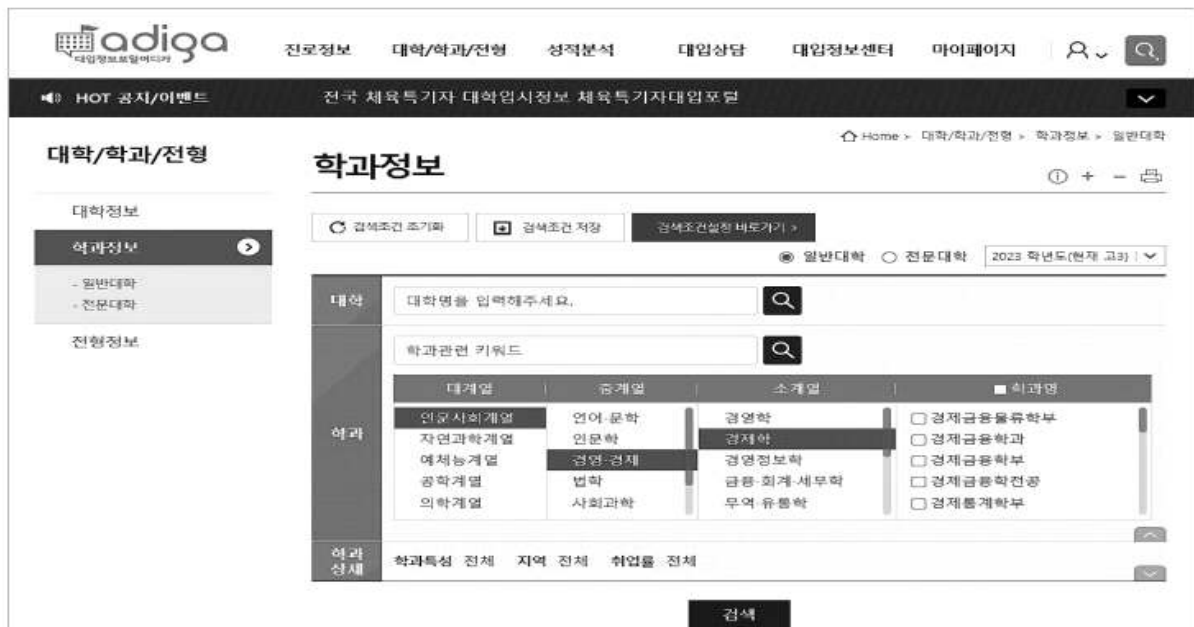 adiga
대입정보포털어디가
진로정보 대학/학과/전형 성적분석 대입상담 대입정보센터 마이페이지
HOT 공지/이벤트 전국 체육특기자 대학입시정보 체육특기자대입포털
Home > 대학/학과/전형 > 학과정보 > 일반대학
대학/학과/전형
학과정보
대학정보
학과정보
- 일반대학
- 전문대학
전형정보
검색조건 초기화 검색조건 저장 검색조건설정 바로가기 >
일반대학 전문대학 2023 학년도(현재 고3)
대학 대학명을 입력해주세요.
학과 학과관련 키워드
대계열 중계열 소계열 학과명
인문사회계열 언어·문학 경영학 경제금융물류학부
자연과학계열 인문학 경제학 경제금융학과
예체능계열 경영·경제 경영정보학 경제금융학부
공학계열 법학 금융·회계·세무학 경제금융학전공
의학계열 사회과학 무역·유통학 경제통계학부
학과상세 학과특성 전체 지역 전체 취업률 전체
검색